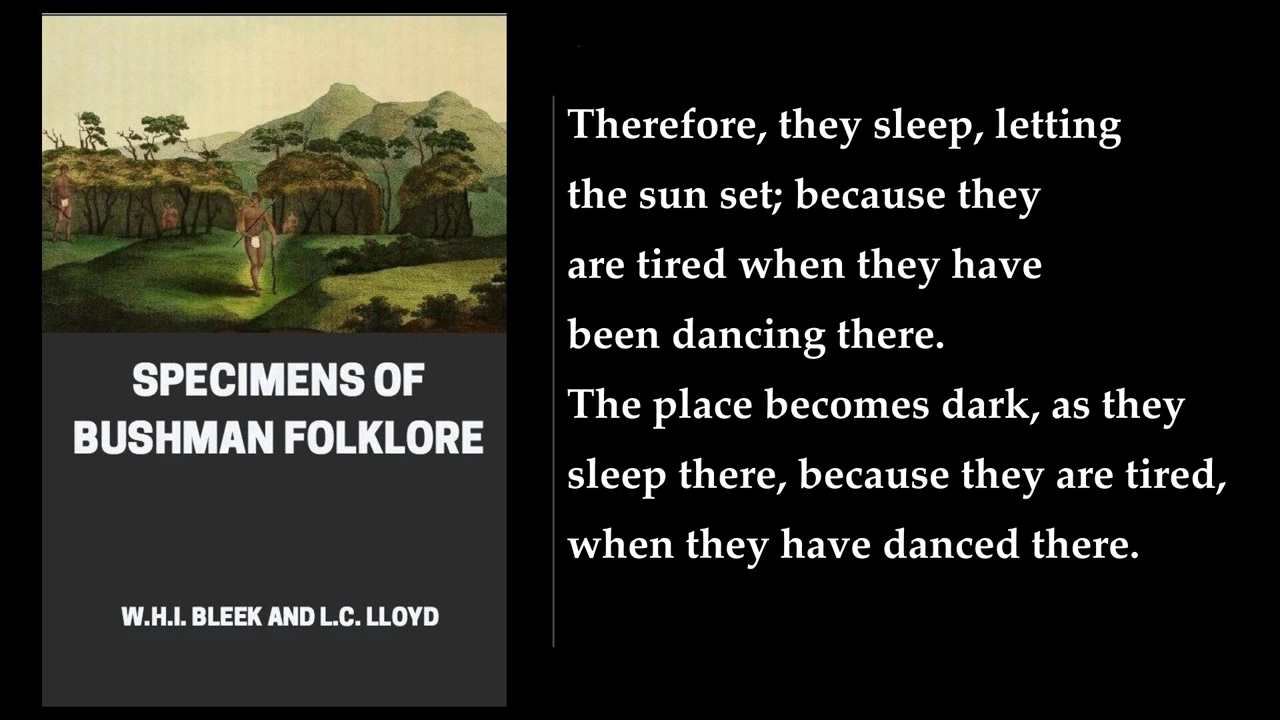 SPECIMENS OF
BUSHMAN FOLKLORE
W.H.I. BLEEK AND L.C. LLOYD
Therefore, they sleep, letting
the sun set; because they
are tired when they have
been dancing there.
The place becomes dark, as they
sleep there, because they are tired,
when they have danced there.